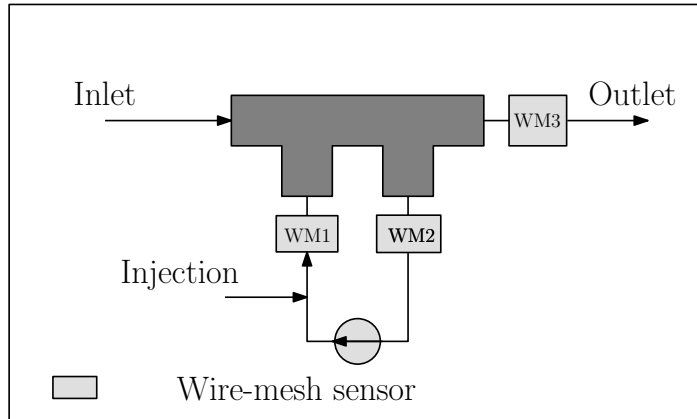 Inlet
Outlet
WM3
WM1
WM2
Injection
Wire-mesh sensor